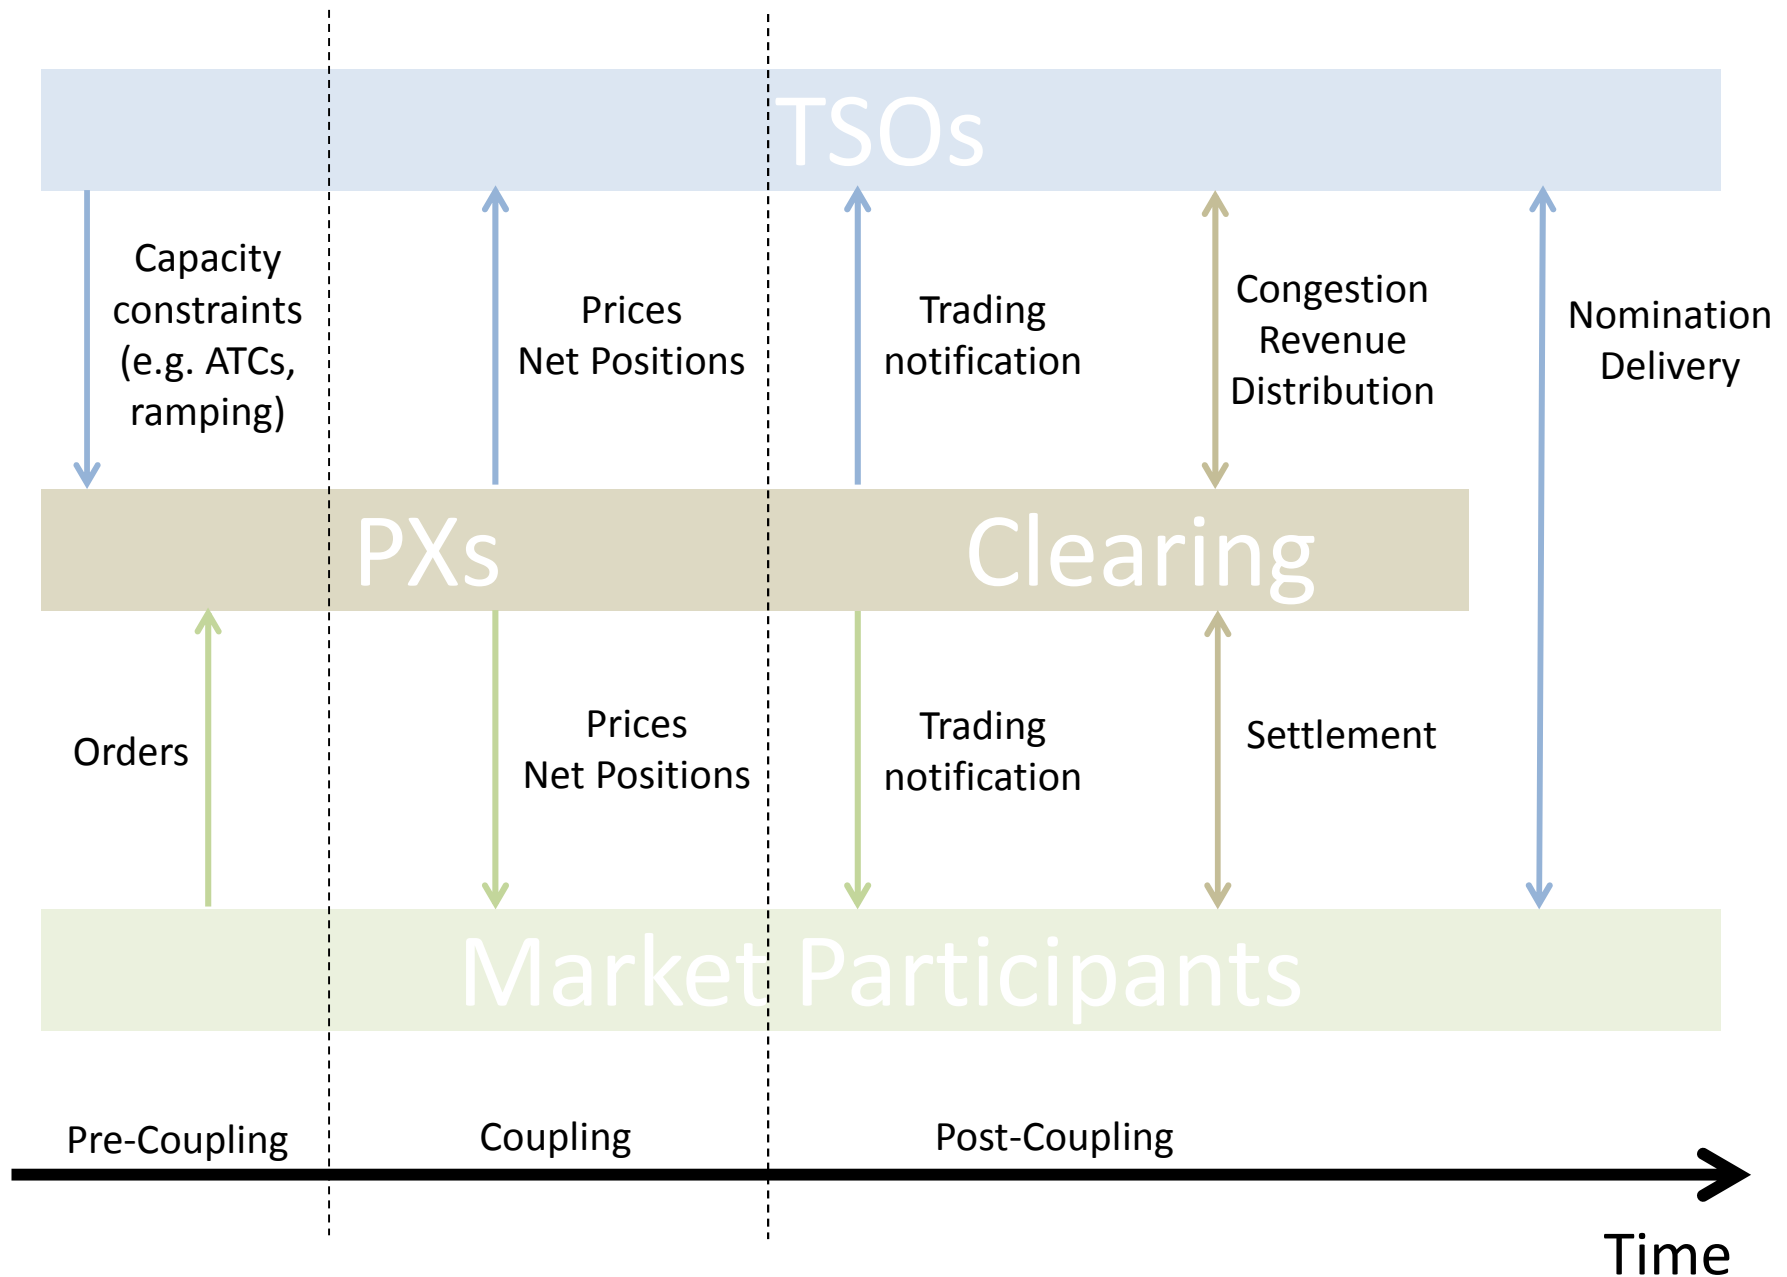 TSOs
Capacity
constraints
(e.g. ATCs,
ramping)
Prices
Net Positions
Trading
notification
Congestion
Revenue
Distribution
Nomination
Delivery
PXs
Clearing
Orders
Prices
Net Positions
Trading
notification
Settlement
Market Participants
Pre-Coupling
Coupling
Post-Coupling
Time